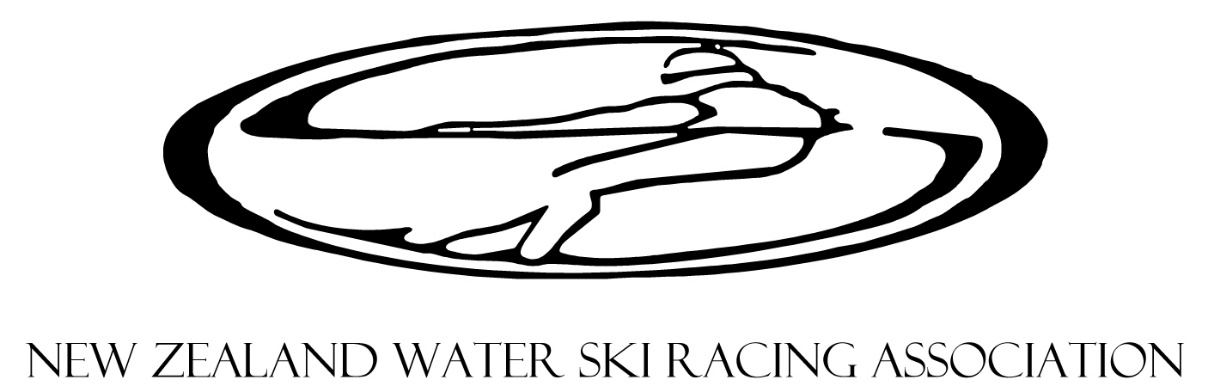 NEW ZEALAND WATER SKI RACING ASSOCIATION